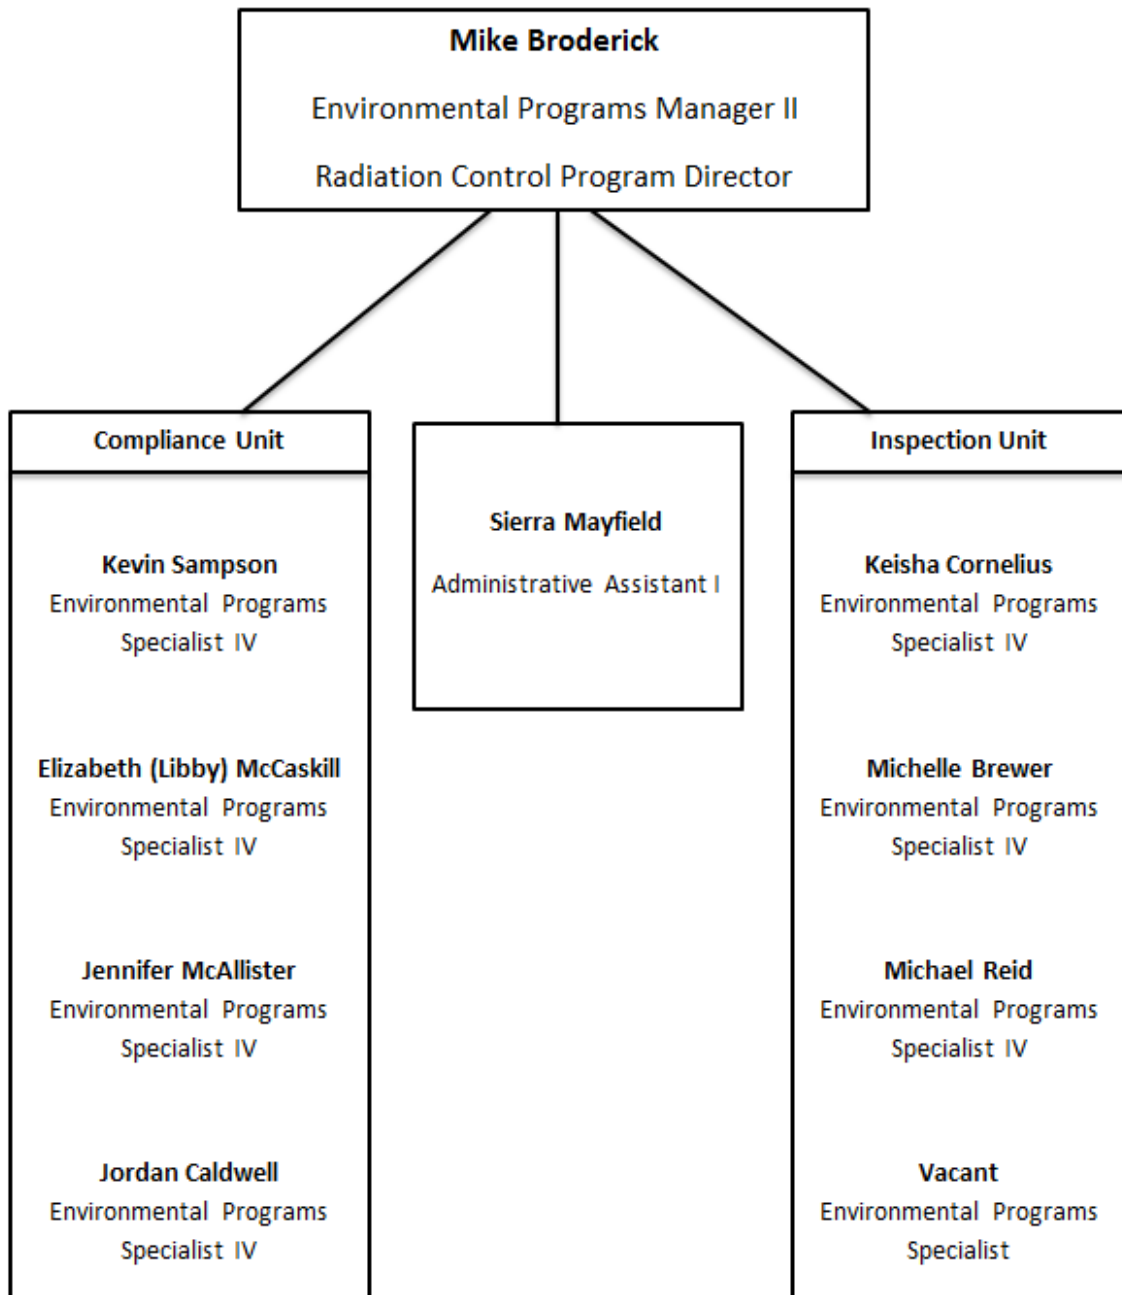 Mike Broderick
Environmental Programs Manager II
Radiation Control Program Director
Compliance Unit
Kevin Sampson
Environmental Programs
Specialist IV
Elizabeth (Libby) McCaskill
Environmental Programs
Specialist IV
Jennifer McAllister
Environmental Programs
Specialist IV
Jordan Caldwell
Environmental Programs
Specialist IV
Sierra Mayfield
Administrative Assistant I
Inspection Unit
Keisha Cornelius
Environmental Programs
Specialist IV
Michelle Brewer
Environmental Programs
Specialist IV
Michael Reid
Environmental Programs
Specialist IV
Vacant
Environmental Programs
Specialist